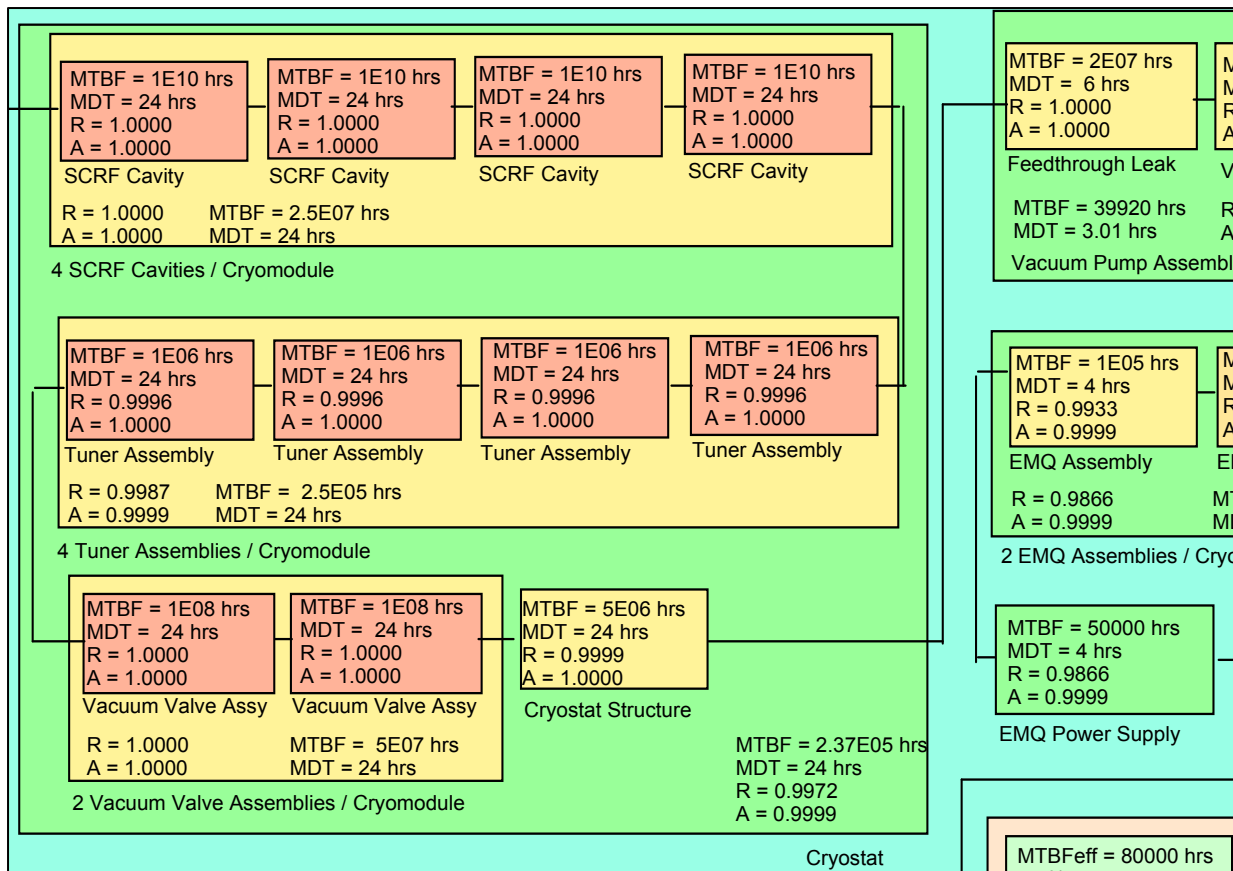 MTBF = 1E10 hrs
MDT = 24 hrs
R = 1.0000
A = 1.0000
SCRF Cavity
MTBF = 1E10 hrs
MDT = 24 hrs
R = 1.0000
A = 1.0000
SCRF Cavity
MTBF = 1E10 hrs
MDT = 24 hrs
R = 1.0000
A = 1.0000
SCRF Cavity
MTBF = 1E10 hrs
MDT = 24 hrs
R = 1.0000
A = 1.0000
SCRF Cavity
R = 1.0000 MTBF = 2.5E07 hrs
A = 1.0000 MDT = 24 hrs
4 SCRF Cavities / Cryomodule
MTBF = 1E06 hrs
MDT = 24 hrs
R = 0.9996
A = 1.0000
Tuner Assembly
MTBF = 1E06 hrs
MDT = 24 hrs
R = 0.9996
A = 1.0000
Tuner Assembly
MTBF = 1E06 hrs
MDT = 24 hrs
R = 0.9996
A = 1.0000
Tuner Assembly
MTBF = 1E06 hrs
MDT = 24 hrs
R = 0.9996
A = 1.0000
Tuner Assembly
R = 0.9987 MTBF = 2.5E05 hrs
A = 0.9999 MDT = 24 hrs
4 Tuner Assemblies / Cryomodule
MTBF = 1E08 hrs
MDT = 24 hrs
R = 1.0000
A = 1.0000
Vacuum Valve Assy
MTBF = 1E08 hrs
MDT = 24 hrs
R = 1.0000
A = 1.0000
Vacuum Valve Assy
R = 1.0000 MTBF = 5E07 hrs
A = 1.0000 MDT = 24 hrs
2 Vacuum Valve Assemblies / Cryomodule
MTBF = 5E06 hrs
MDT = 24 hrs
R = 0.9999
A = 1.0000
Cryostat Structure
MTBF = 2.37E05 hrs
MDT = 24 hrs
R = 0.9972
A = 0.9999
Cryostat
MTBF = 2E07 hrs
MDT = 6 hrs
R = 1.0000
A = 1.0000
Feedthrough Leak
MTBF = 39920 hrs R
MDT = 3.01 hrs A
Vacuum Pump Assembl
MTBF = 1E05 hrs
MDT = 4 hrs
R = 0.9933
A = 0.9999
EMQ Assembly
R = 0.9866
A = 0.9999
2 EMQ Assemblies / Cryo
MTBF = 50000 hrs
MDT = 4 hrs
R = 0.9866
A = 0.9999
EMQ Power Supply
MTBFeff = 80000 hrs